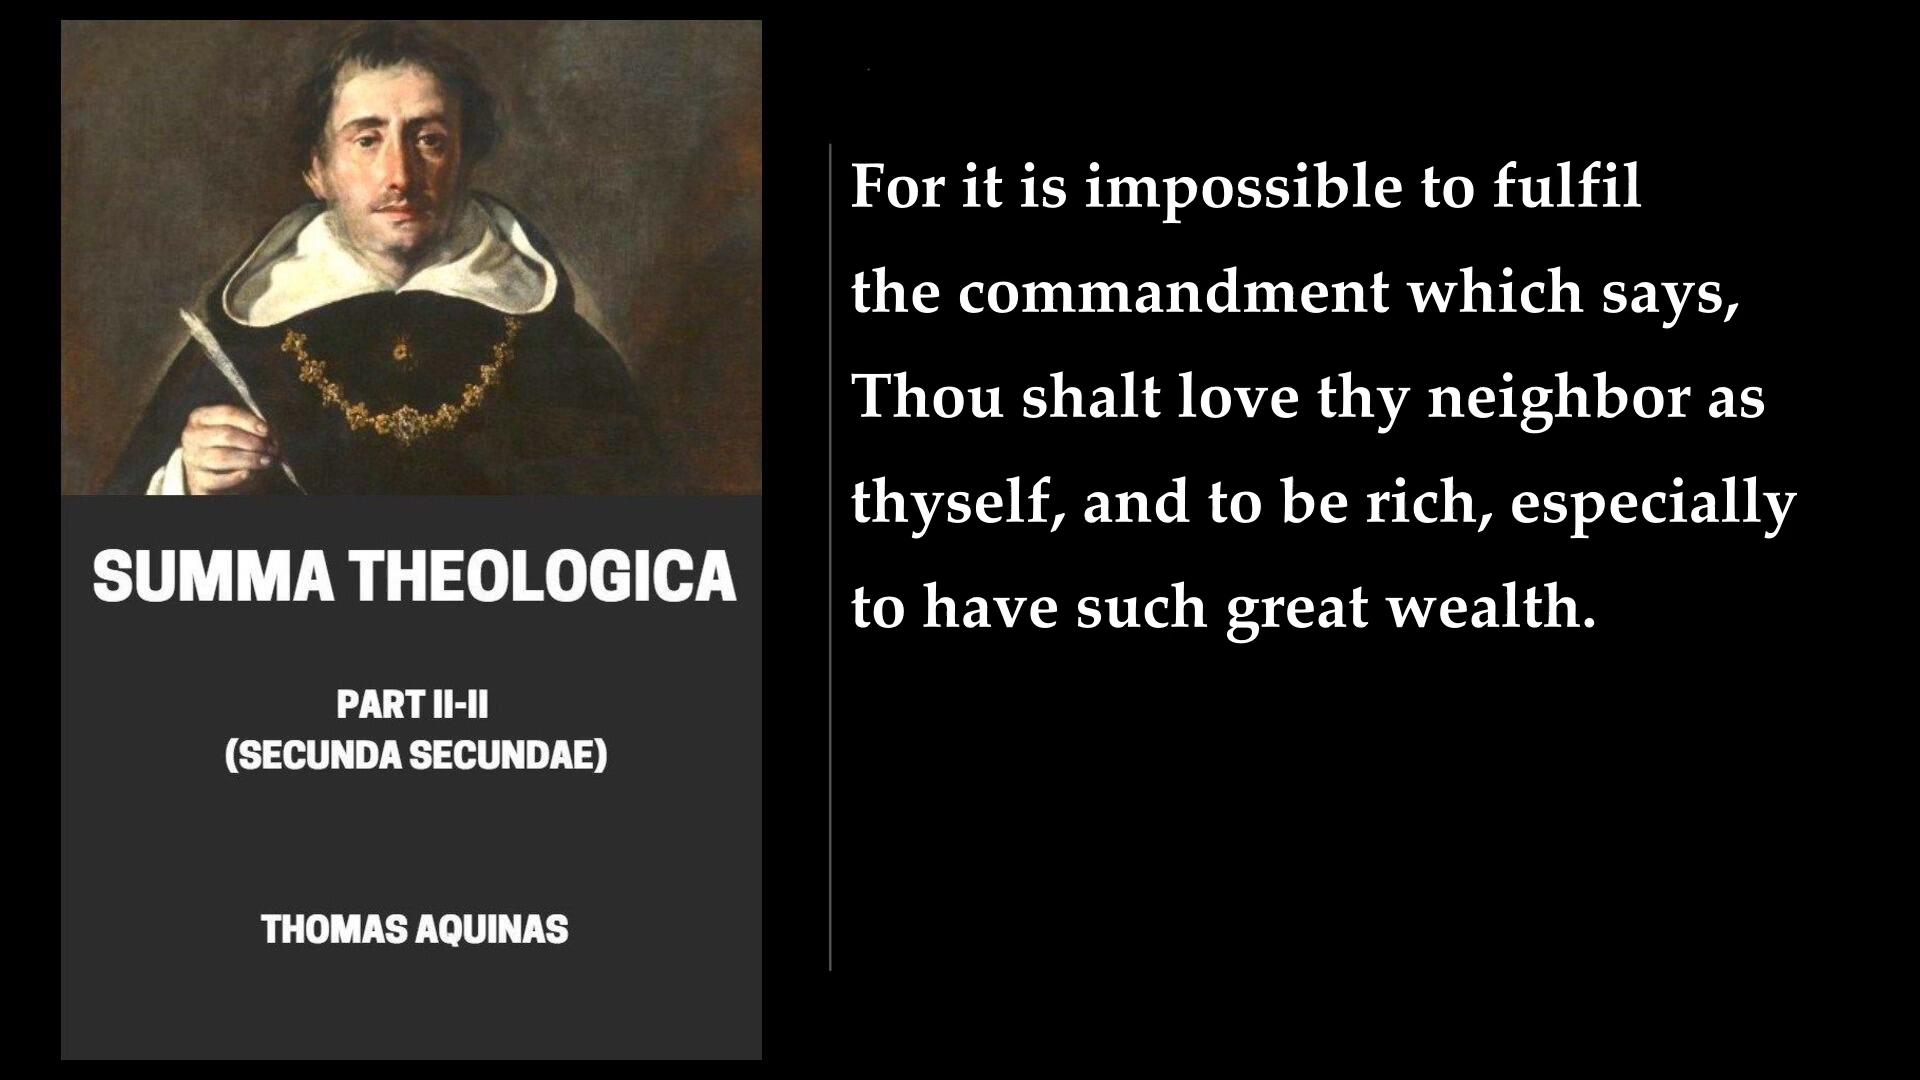 SUMMA THEOLOGICA
PART II-II
(SECUNDA SECUNDAE)
THOMAS AQUINAS
For it is impossible to fulfil
the commandment which says,
Thou shalt love thy neighbor as
thyself, and to be rich, especially
to have such great wealth.